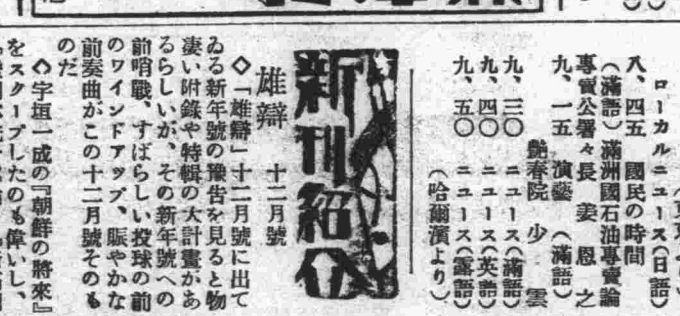 ローカルニュース(日語)
八、四五 國民の時間
(滿語)滿洲國石油專賣論
專賣公署々長 姜恩之
九、一五 演藝(滿語)
艶春院 少雲
九、三〇 ニュース(滿語)
九、四〇 ニュース(英語)
九、五〇 ニュース(露語)
(哈爾濱より)
新刊紹介
雄辯 十二月號
◇「雄辯」十二月號に出て
ゐる新年號の豫告を見ると物
凄い附錄や特輯の大計畫があ
るらしいが、その新年號への
前哨戰、すばらしい投球の前
のワインドアップ、賑やかな
前奏曲がこの十二月號そのも
のだ
◇宇垣一成の『朝鮮の將來』
をスクープしたのも偉いし、